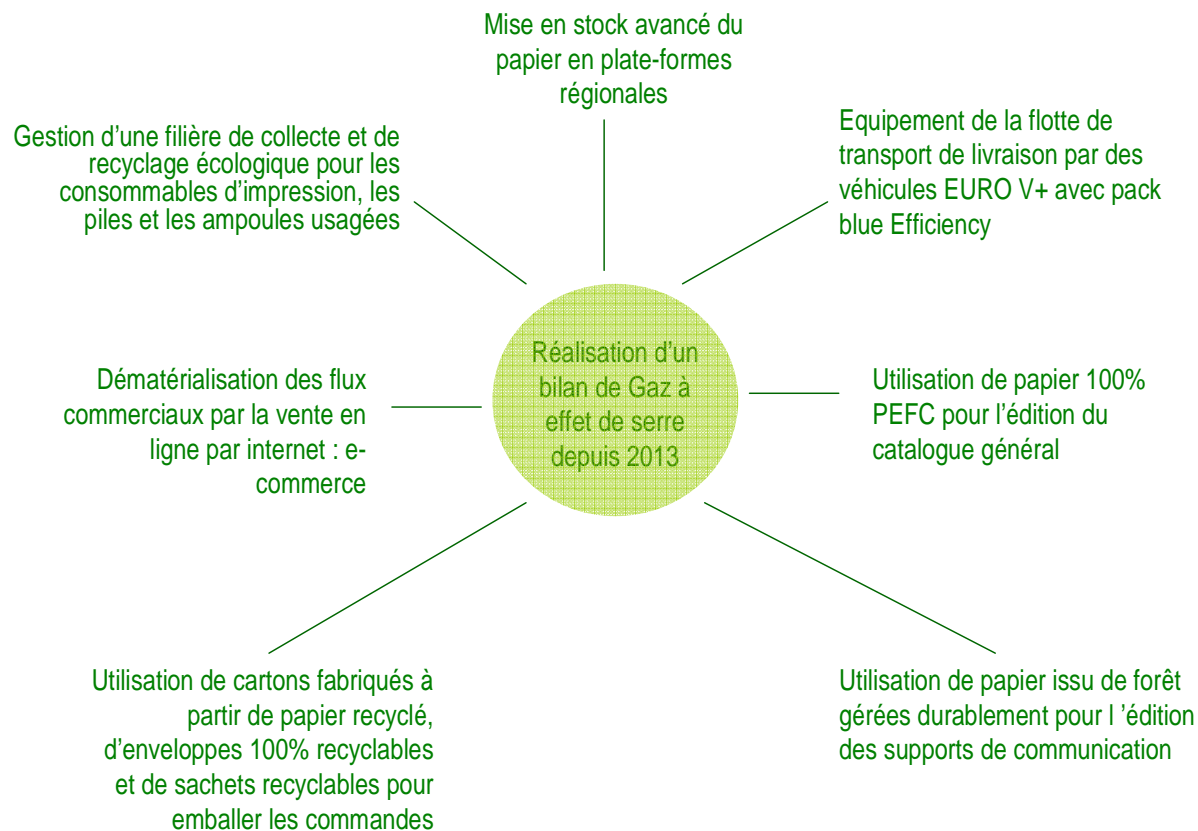 Mise en stock avancé du
papier en plate-formes
régionales
Gestion d’une filière de collecte et de
recyclage écologique pour les
consommables d’impression, les
piles et les ampoules usagées
Equipement de la flotte de
transport de livraison par des
véhicules EURO V+ avec pack
blue Efficiency
Réalisation d’un
bilan de Gaz à
effet de serre
depuis 2013
Dématérialisation des flux
commerciaux par la vente en
ligne par internet : e-
commerce
Utilisation de papier 100%
PEFC pour l’édition du
catalogue général
Utilisation de cartons fabriqués à
partir de papier recyclé,
d’enveloppes 100% recyclables
et de sachets recyclables pour
emballer les commandes
Utilisation de papier issu de forêt
gérées durablement pour l ’édition
des supports de communication